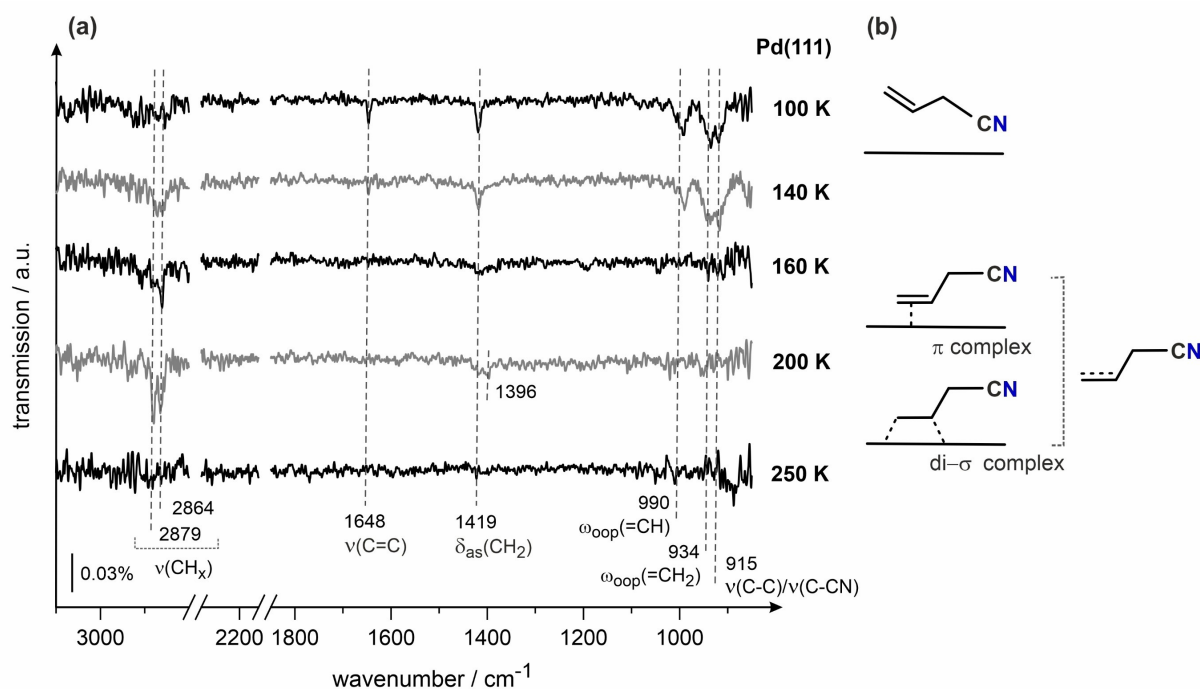 (a)
(b)
Pd(111)
100 K
140 K
160 K
200 K
250 K
1396
2864
2879
ν(CHx)
1648
ν(C=C)
1419
δas(CH2)
990
ωoop(=CH)
934
ωoop(=CH2)
915
ν(C-C)/ν(C-CN)
0.03%
transmission / a.u.
3000
2200
1800
1600
1400
1200
1000
wavenumber / cm-1
CN
CN
π complex
CN
di–σ complex
CN